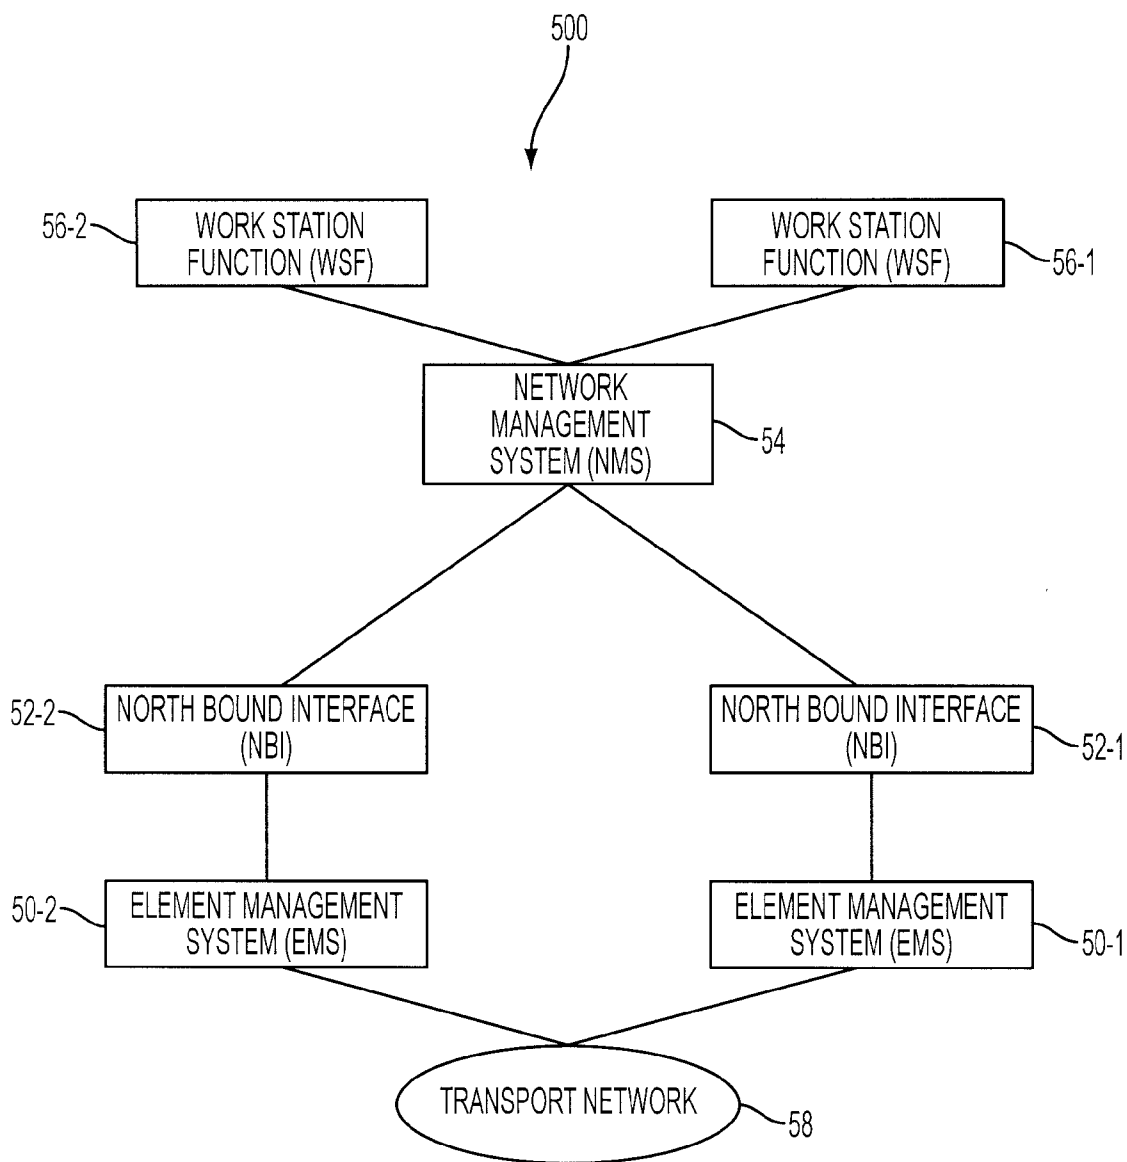 500
56-2
WORK STATION
FUNCTION (WSF)
WORK STATION
FUNCTION (WSF)
56-1
NETWORK
MANAGEMENT
SYSTEM (NMS)
54
52-2
NORTH BOUND INTERFACE
(NBI)
NORTH BOUND INTERFACE
(NBI)
52-1
50-2
ELEMENT MANAGEMENT
SYSTEM (EMS)
ELEMENT MANAGEMENT
SYSTEM (EMS)
50-1
TRANSPORT NETWORK
58